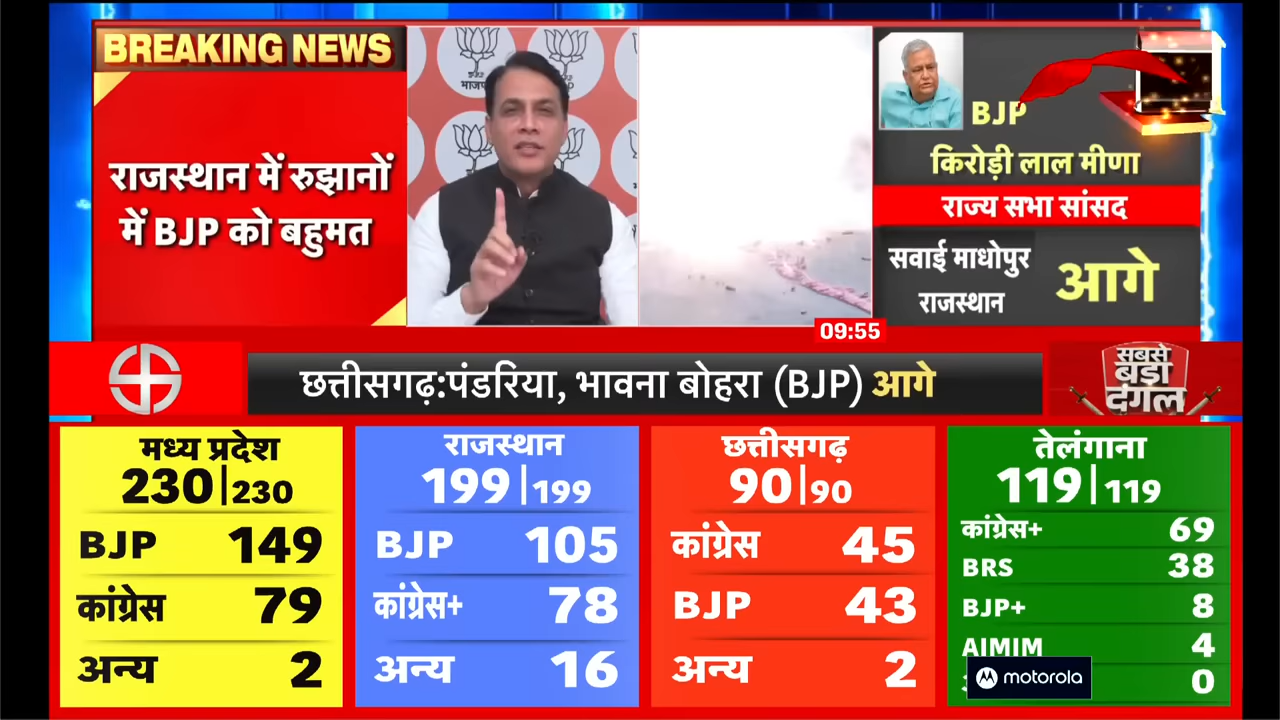 BREAKING NEWS
राजस्थान में रुझानों
में BJP को बहुमत
भाजपा
BJP
किरोड़ी लाल मीणा
राज्य सभा सांसद
सवाई माधोपुर
राजस्थान
आगे
09:55
छत्तीसगढ़:पंडरिया, भावना बोहरा (BJP) आगे
सबसे
बड़ा
दंगल
मध्य प्रदेश
230|230
BJP 149
कांग्रेस 79
अन्य 2
राजस्थान
199|199
BJP 105
कांग्रेस+ 78
अन्य 16
छत्तीसगढ़
90|90
कांग्रेस 45
BJP 43
अन्य 2
तेलंगाना
119|119
कांग्रेस+ 69
BRS 38
BJP+ 8
AIMIM 4
0
motorola